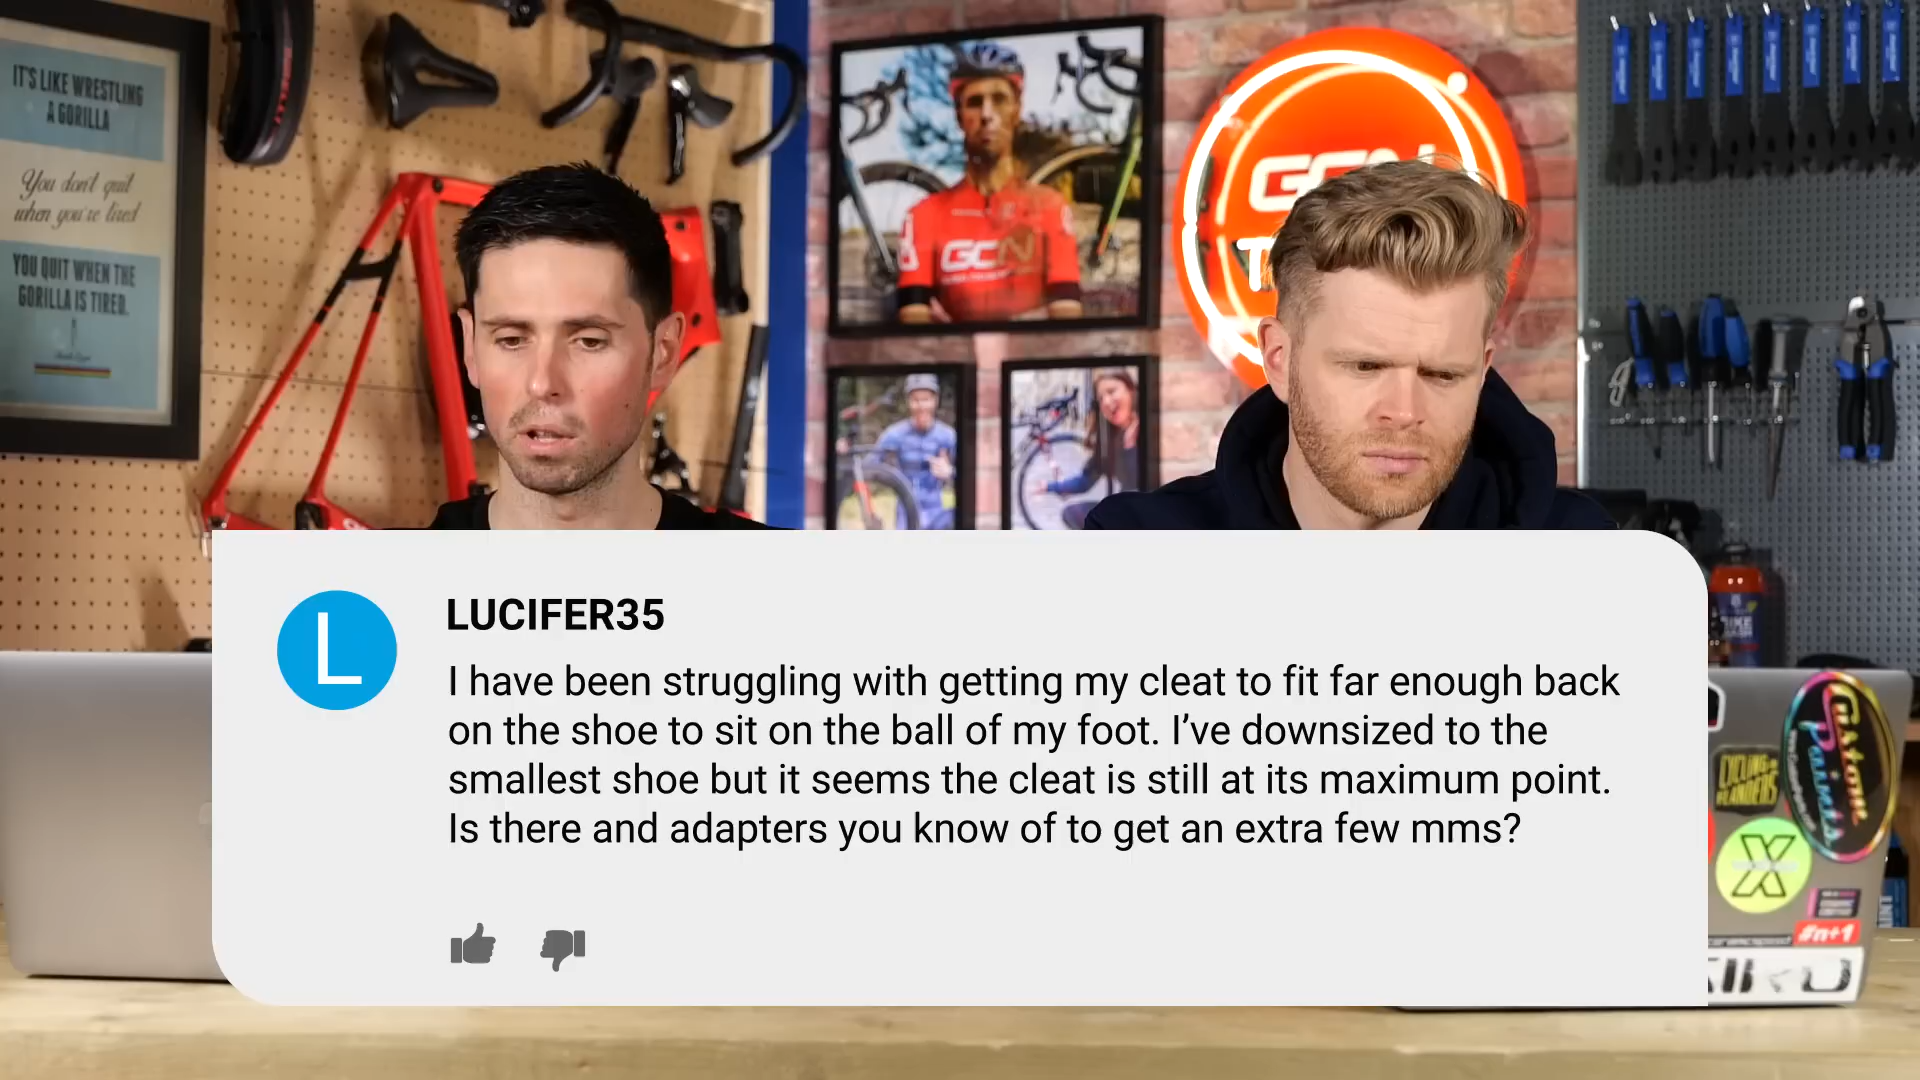 IT'S LIKE WRESTLING
A GORILLA
You don't quit
when you're tired
YOU QUIT WHEN THE
GORILLA IS TIRED.
GCN
GCN
T
L
LUCIFER35
I have been struggling with getting my cleat to fit far enough back
on the shoe to sit on the ball of my foot. I’ve downsized to the
smallest shoe but it seems the cleat is still at its maximum point.
Is there and adapters you know of to get an extra few mms?
BIKE
WASH
Custom
paints
CYCLING
X
#n+1